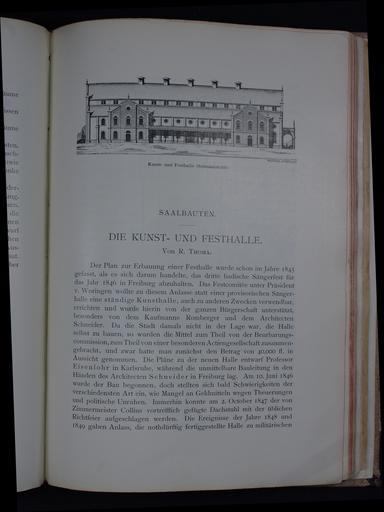 Kunst- und Festhalle
SAALBAUTEN.
DIE KUNST- UND FESTHALLE.
Von R. Thoma.
Der Plan zur Erbauung einer Festhalle wurde schon im Jahre 1845
gefasst, als es sich darum handelte, das dritte badische Sängerfest für
das Jahr 1846 in Freiburg abzuhalten. Das Festcomitée unter Präsident
v. Woringen wollte zu diesem Anlasse statt einer provisorischen Sänger-
halle eine ständige Kunsthalle, auch zu anderen Zwecken verwendbar,
errichten und wurde hierin von der ganzen Bürgerschaft unterstützt,
besonders von dem Kaufmanne Romberger und dem Architecten
Schneider. Da die Stadt damals nicht in der Lage war, die Halle
selbst zu bauen, so wurden die Mittel zum Theil von der Beurbarungs-
commission, zum Theil von einer besonderen Actiengesellschaft zusammen-
gebracht, und zwar hatte man zunächst den Betrag von 40,000 fl. in
Aussicht genommen. Die Pläne zu der neuen Halle entwarf Professor
Eisenlohr in Karlsruhe, während die unmittelbare Bauleitung in den
Händen des Architecten Schneider in Freiburg lag. Am 10. Juni 1846
wurde der Bau begonnen, doch stellten sich bald Schwierigkeiten der
verschiedensten Art ein, wie Mangel an Geldmitteln wegen Theuerungen
und politische Unruhen. Immerhin konnte am 2. October 1847 der von
Zimmermeister Collins vortrefflich gefügte Dachstuhl mit der üblichen
Richtfeier aufgeschlagen werden. Die Ereignisse der Jahre 1848 und
1849 gaben Anlass, die nothdürftig fertiggestellte Halle zu militärischen